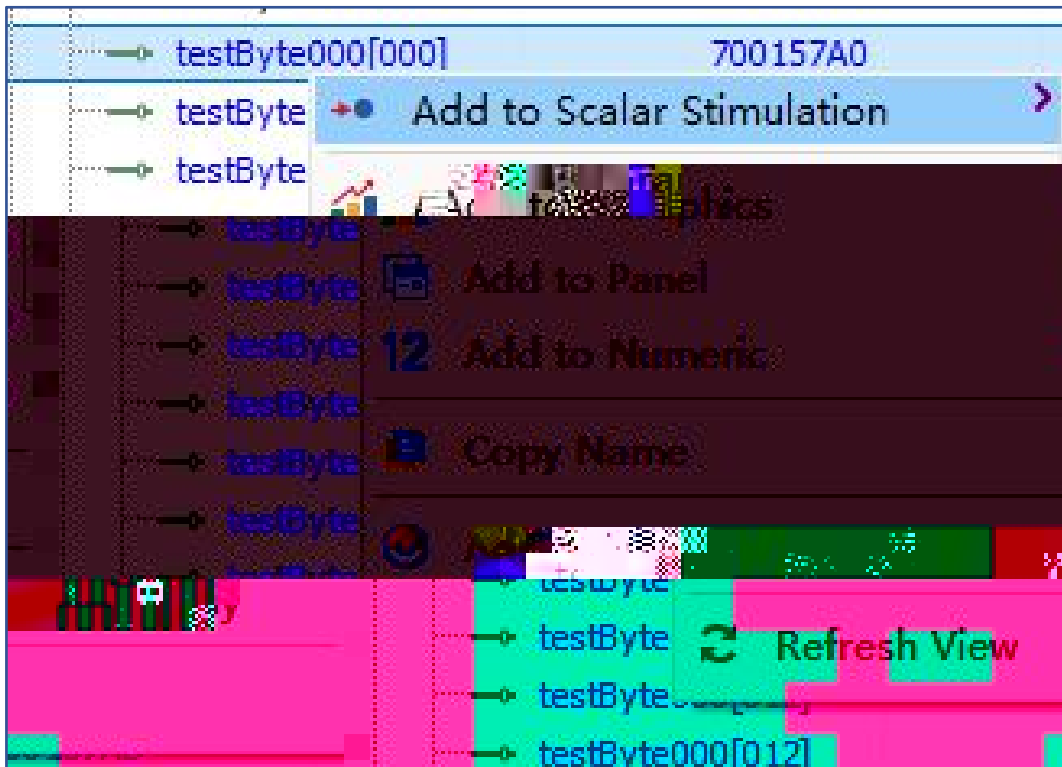 testByte000[000] 700157A0
testByte Add to Scalar Stimulation
testByte
testByte
testByte Add to Panel
testByte 12 Add to Numeric
testByte
testByte Copy Name
testByte
testByte
testByte Refresh View
testByte
testByte000[012]